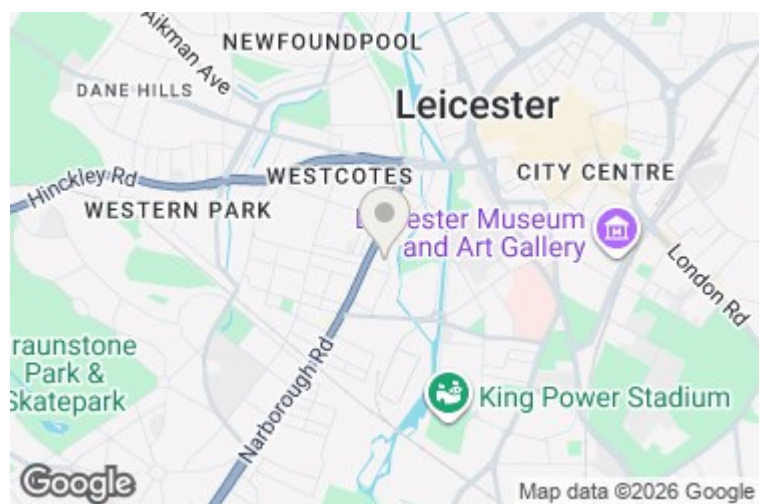 Aikman Ave
NEWFOUNDPOOL
DANE HILLS
Leicester
Hinckley Rd
WESTCOTES
CITY CENTRE
WESTERN PARK
ester Museum
and Art Gallery
London Rd
raunstone
Park &
Skatepark
Narborough Rd
King Power Stadium
Google
Map data ©2026 Google